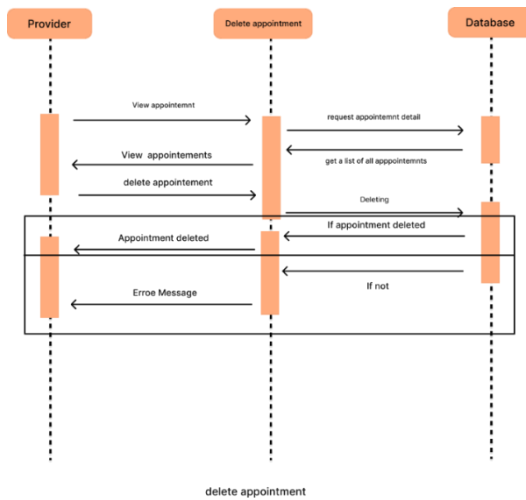 Provider
Delete appointment
Database
View appointemnt
request appointemnt detail
View appointements
get a list of all apppointemnts
delete appointement
Deleting
If appointment deleted
Appointment deleted
If not
Erroe Message
delete appointment